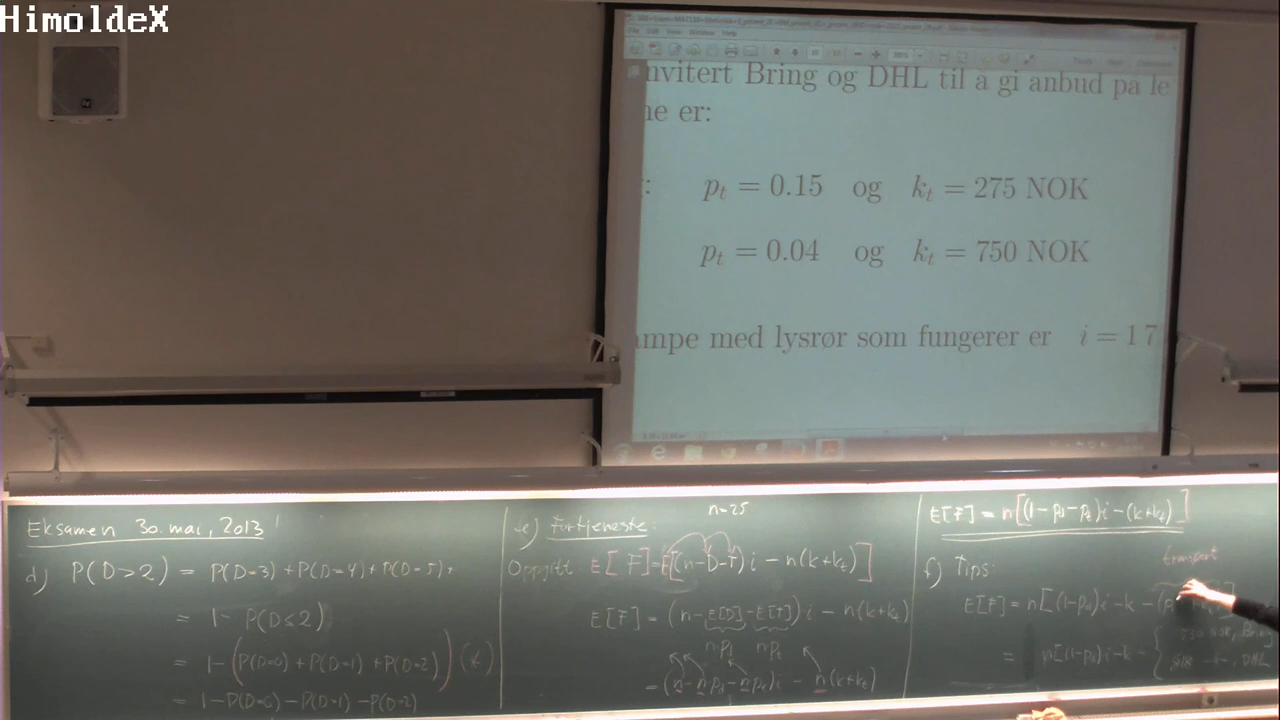 HimoldeX
nvitert Bring og DHL til å gi anbud på le
ne er:
: p_t = 0.15 og k_t = 275 NOK
p_t = 0.04 og k_t = 750 NOK
ampe med lysrør som fungerer er i = 1 7
Eksamen 30. mai, 2013
d) P(D>2) = P(D=3) + P(D=4) + P(D=5)+
= 1 - P(D≤2)
= 1 - (P(D=0) + P(D=1) + P(D=2)) (*)
= 1 - P(D=0) - P(D=1) - P(D=2)
e) Fortjeneste: n=25
Oppgitt E[F] = E[(n-D-T)i - n(k+k_t)]
E[F] = (n - E[D] - E[T])i - n(k+k_t)
np_d np_t
= (n - np_d - np_t)i - n(k+k_t)
E[F] = n[(1-p_d-p_t)i - (k+k_t)]
f) Tips: transport
E[F] = n[(1-p_d)i - k - (p
= n[(1-p_d)i - k - { 530 NOK, Bring
DHL